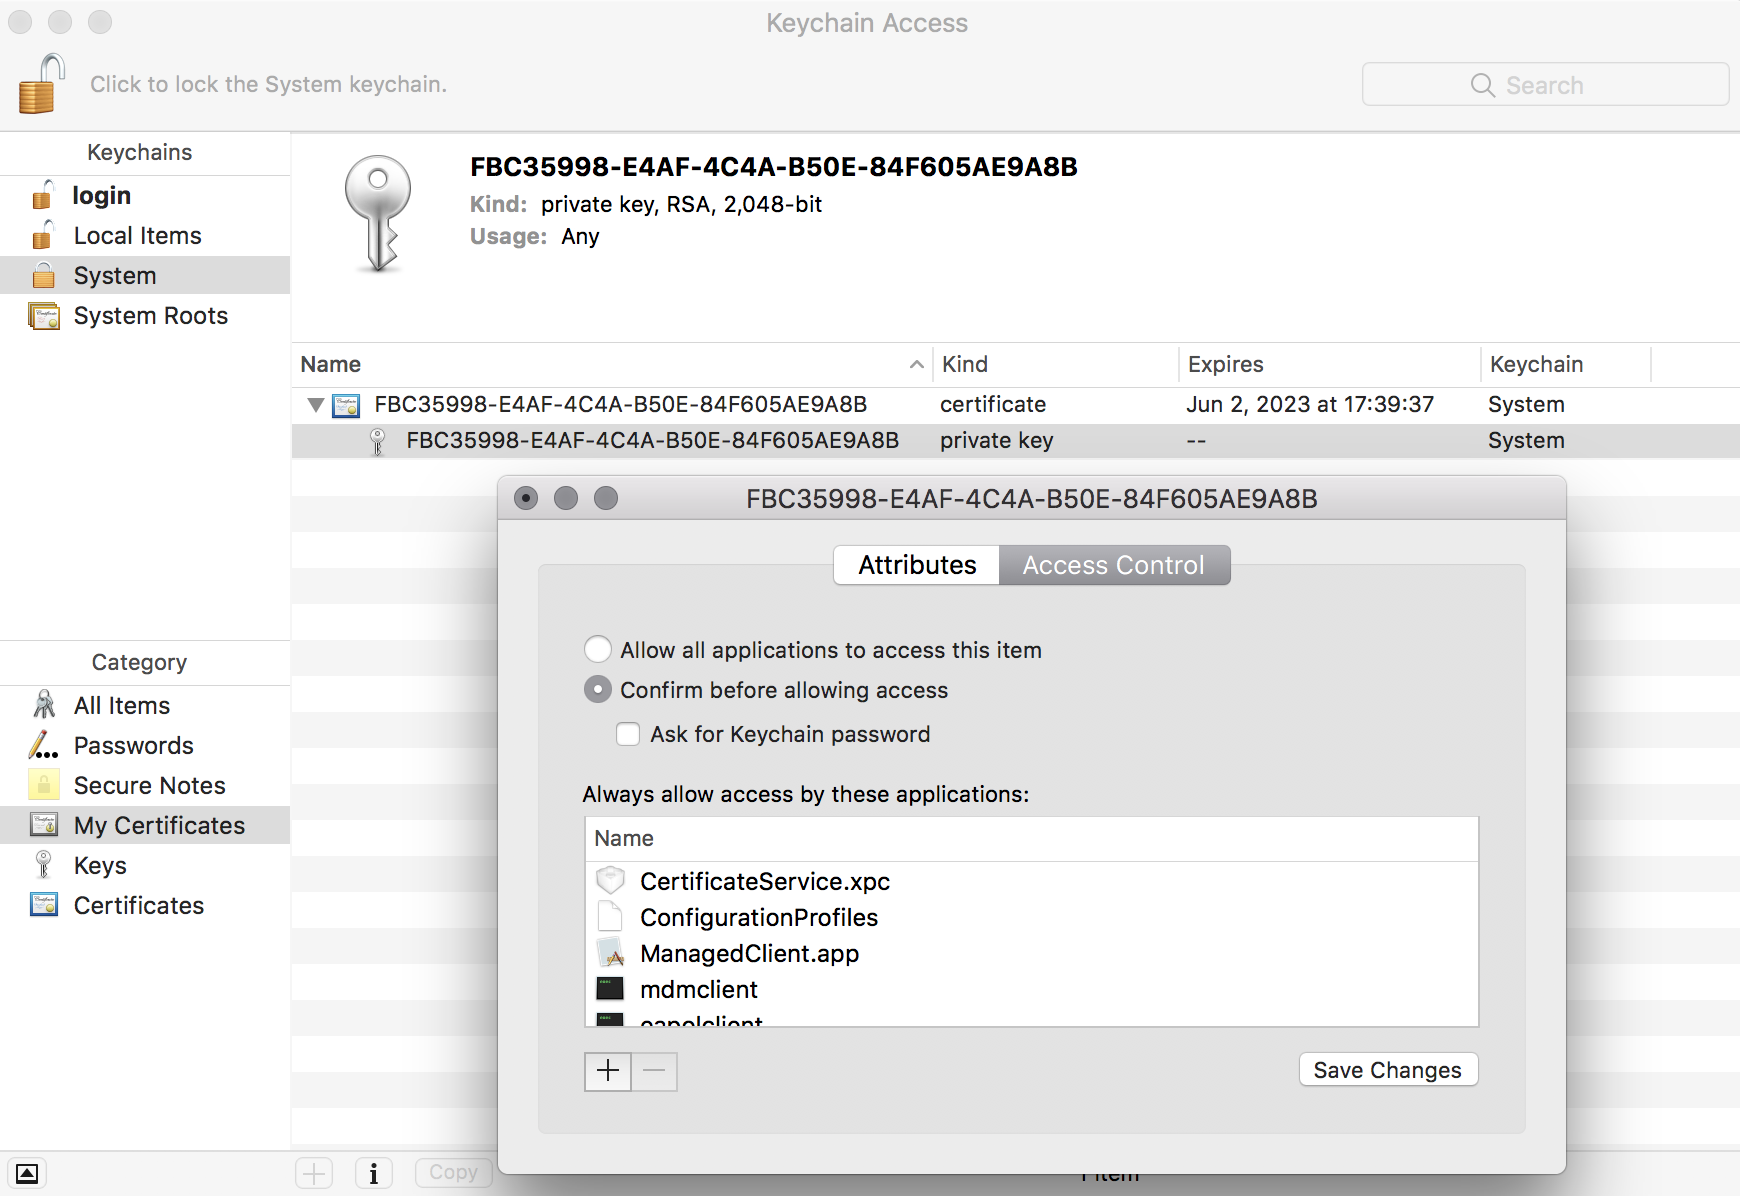 Keychain Access
Click to lock the System keychain.
Search
Keychains
login
Local Items
System
System Roots
FBC35998-E4AF-4C4A-B50E-84F605AE9A8B
Kind: private key, RSA, 2,048-bit
Usage: Any
Name Kind Expires Keychain
FBC35998-E4AF-4C4A-B50E-84F605AE9A8B certificate Jun 2, 2023 at 17:39:37 System
FBC35998-E4AF-4C4A-B50E-84F605AE9A8B private key -- System
Category
All Items
Passwords
Secure Notes
My Certificates
Keys
Certificates
FBC35998-E4AF-4C4A-B50E-84F605AE9A8B
Attributes Access Control
Allow all applications to access this item
Confirm before allowing access
Ask for Keychain password
Always allow access by these applications:
Name
CertificateService.xpc
ConfigurationProfiles
ManagedClient.app
mdmclient
eapolclient
Save Changes
Copy
1 item